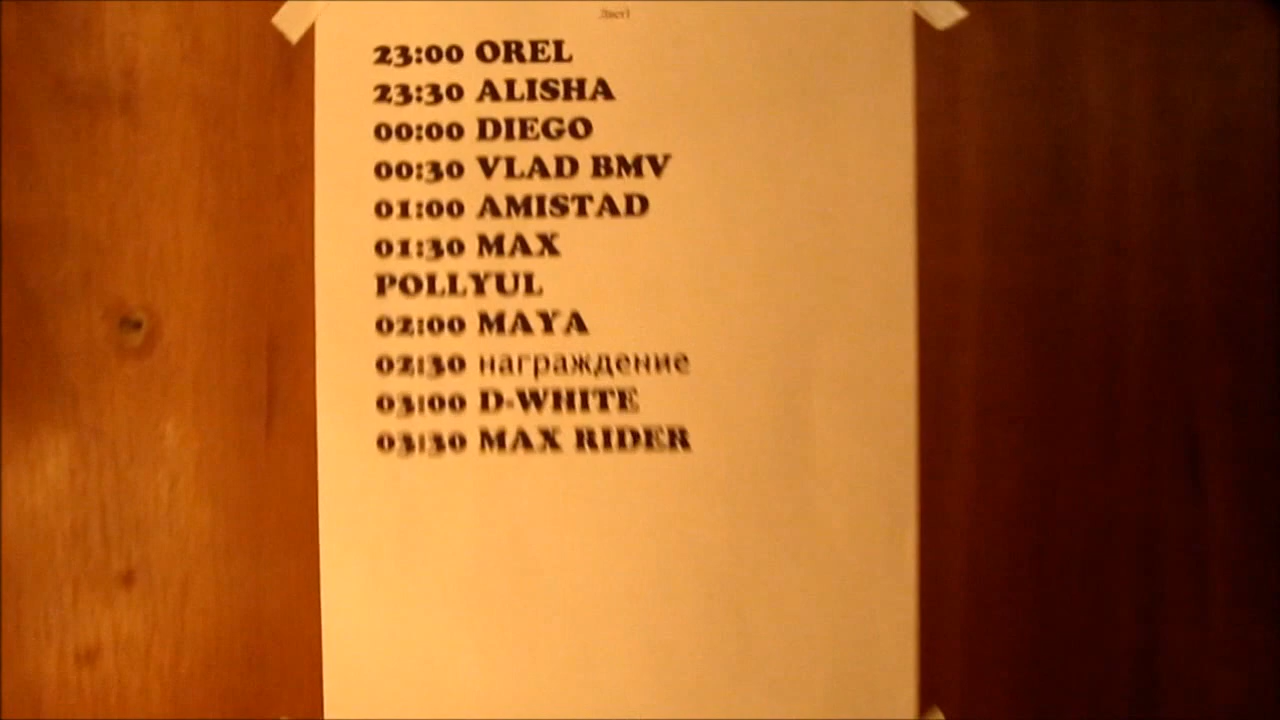 Лист1
23:00 OREL
23:30 ALISHA
00:00 DIEGO
00:30 VLAD BMV
01:00 AMISTAD
01:30 MAX
POLLYUL
02:00 MAYA
02:30 награждение
03:00 D-WHITE
03:30 MAX RIDER